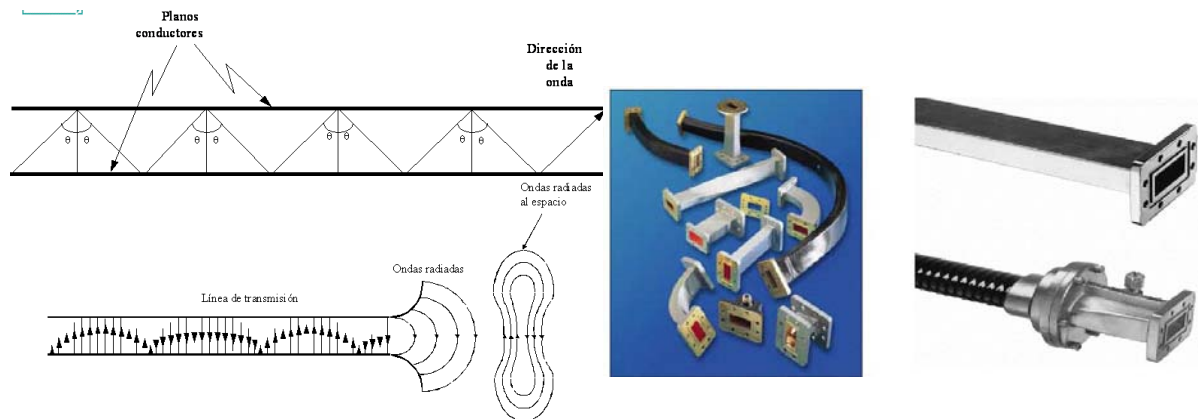 Planos
conductores
Dirección
de la
onda
θ θ θ θ θ θ θ θ
Ondas radiadas
al espacio
Ondas radiadas
Línea de transmisión